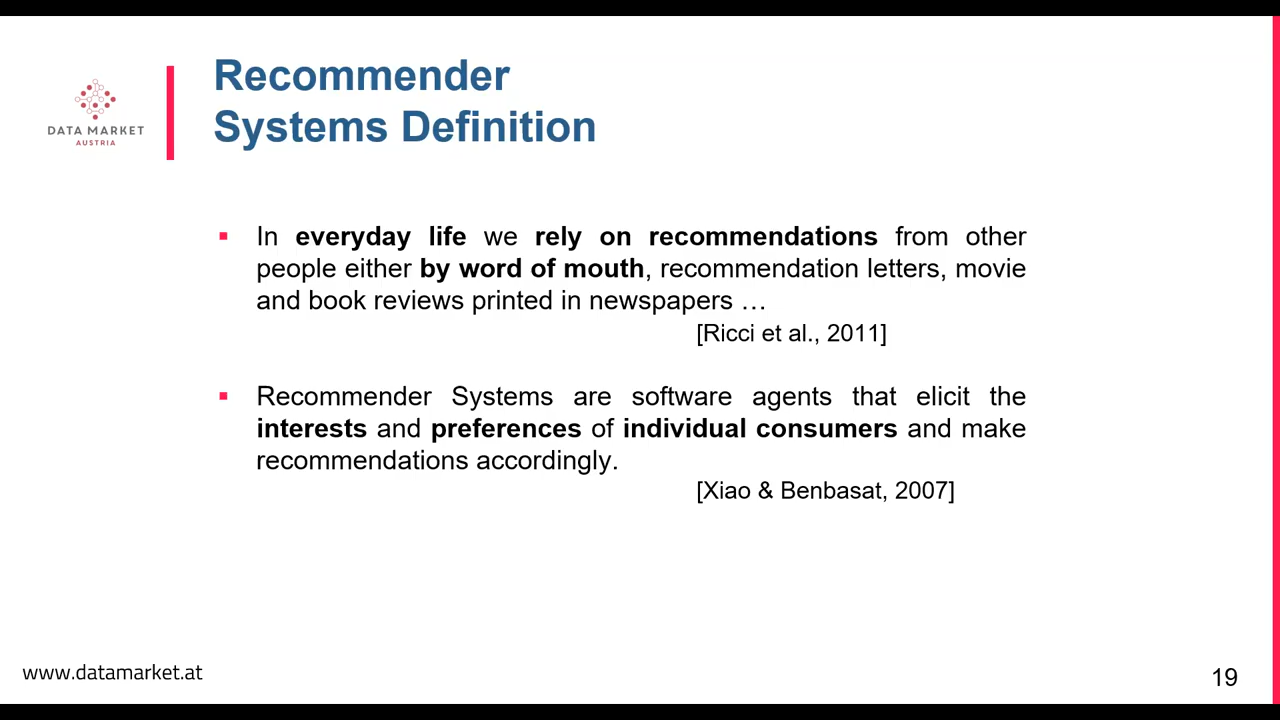 Recommender
Systems Definition
DATA MARKET
AUSTRIA
▪ In everyday life we rely on recommendations from other
people either by word of mouth, recommendation letters, movie
and book reviews printed in newspapers …
[Ricci et al., 2011]
▪ Recommender Systems are software agents that elicit the
interests and preferences of individual consumers and make
recommendations accordingly.
[Xiao & Benbasat, 2007]
www.datamarket.at
19